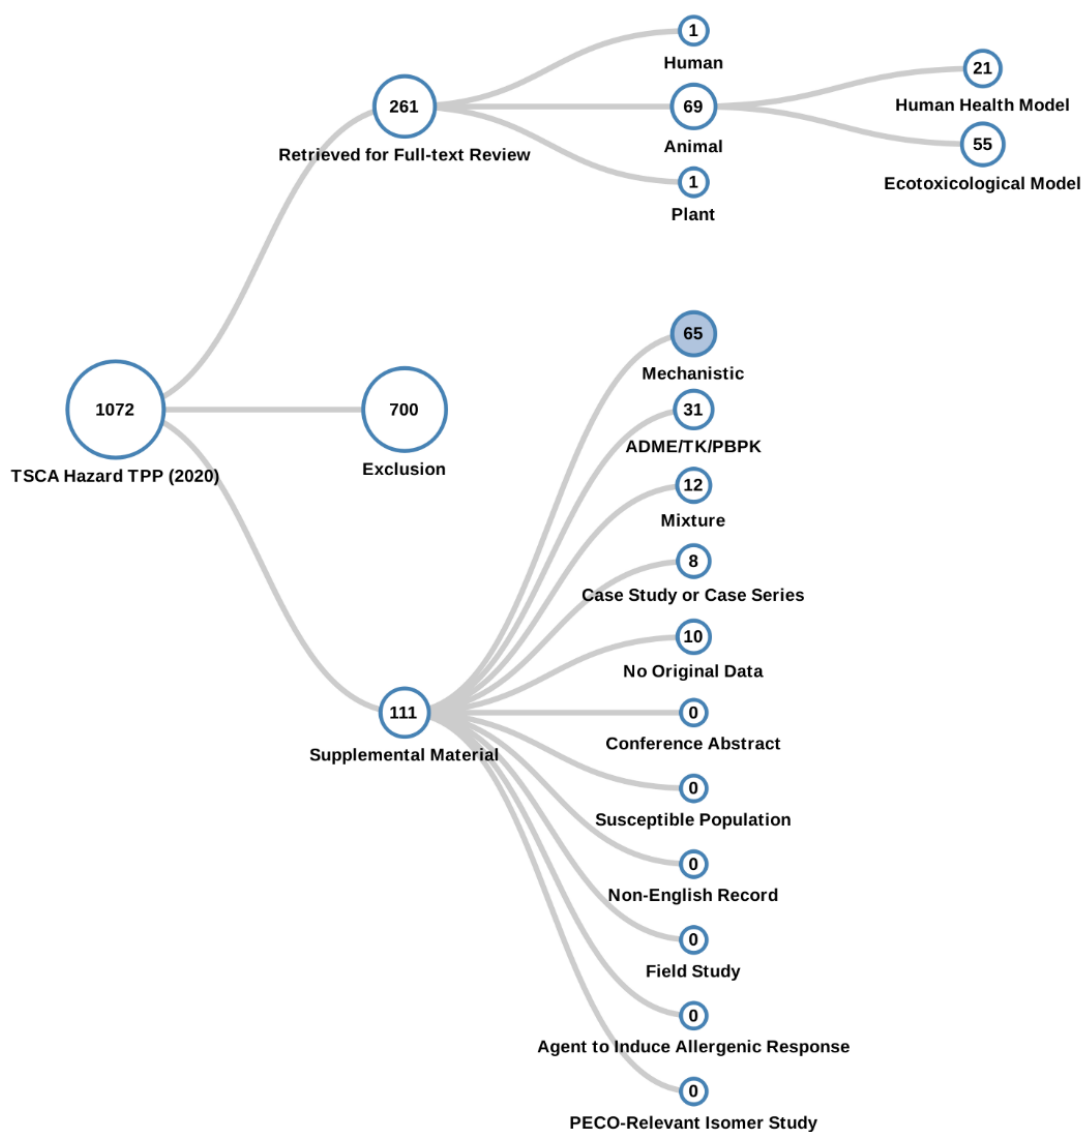 1
Human
21
Human Health Model
261
Retrieved for Full-text Review
69
Animal
55
Ecotoxicological Model
1
Plant
65
Mechanistic
1072
TSCA Hazard TPP (2020)
700
Exclusion
31
ADME/TK/PBPK
12
Mixture
8
Case Study or Case Series
10
No Original Data
111
Supplemental Material
0
Conference Abstract
0
Susceptible Population
0
Non-English Record
0
Field Study
0
Agent to Induce Allergenic Response
0
PECO-Relevant Isomer Study